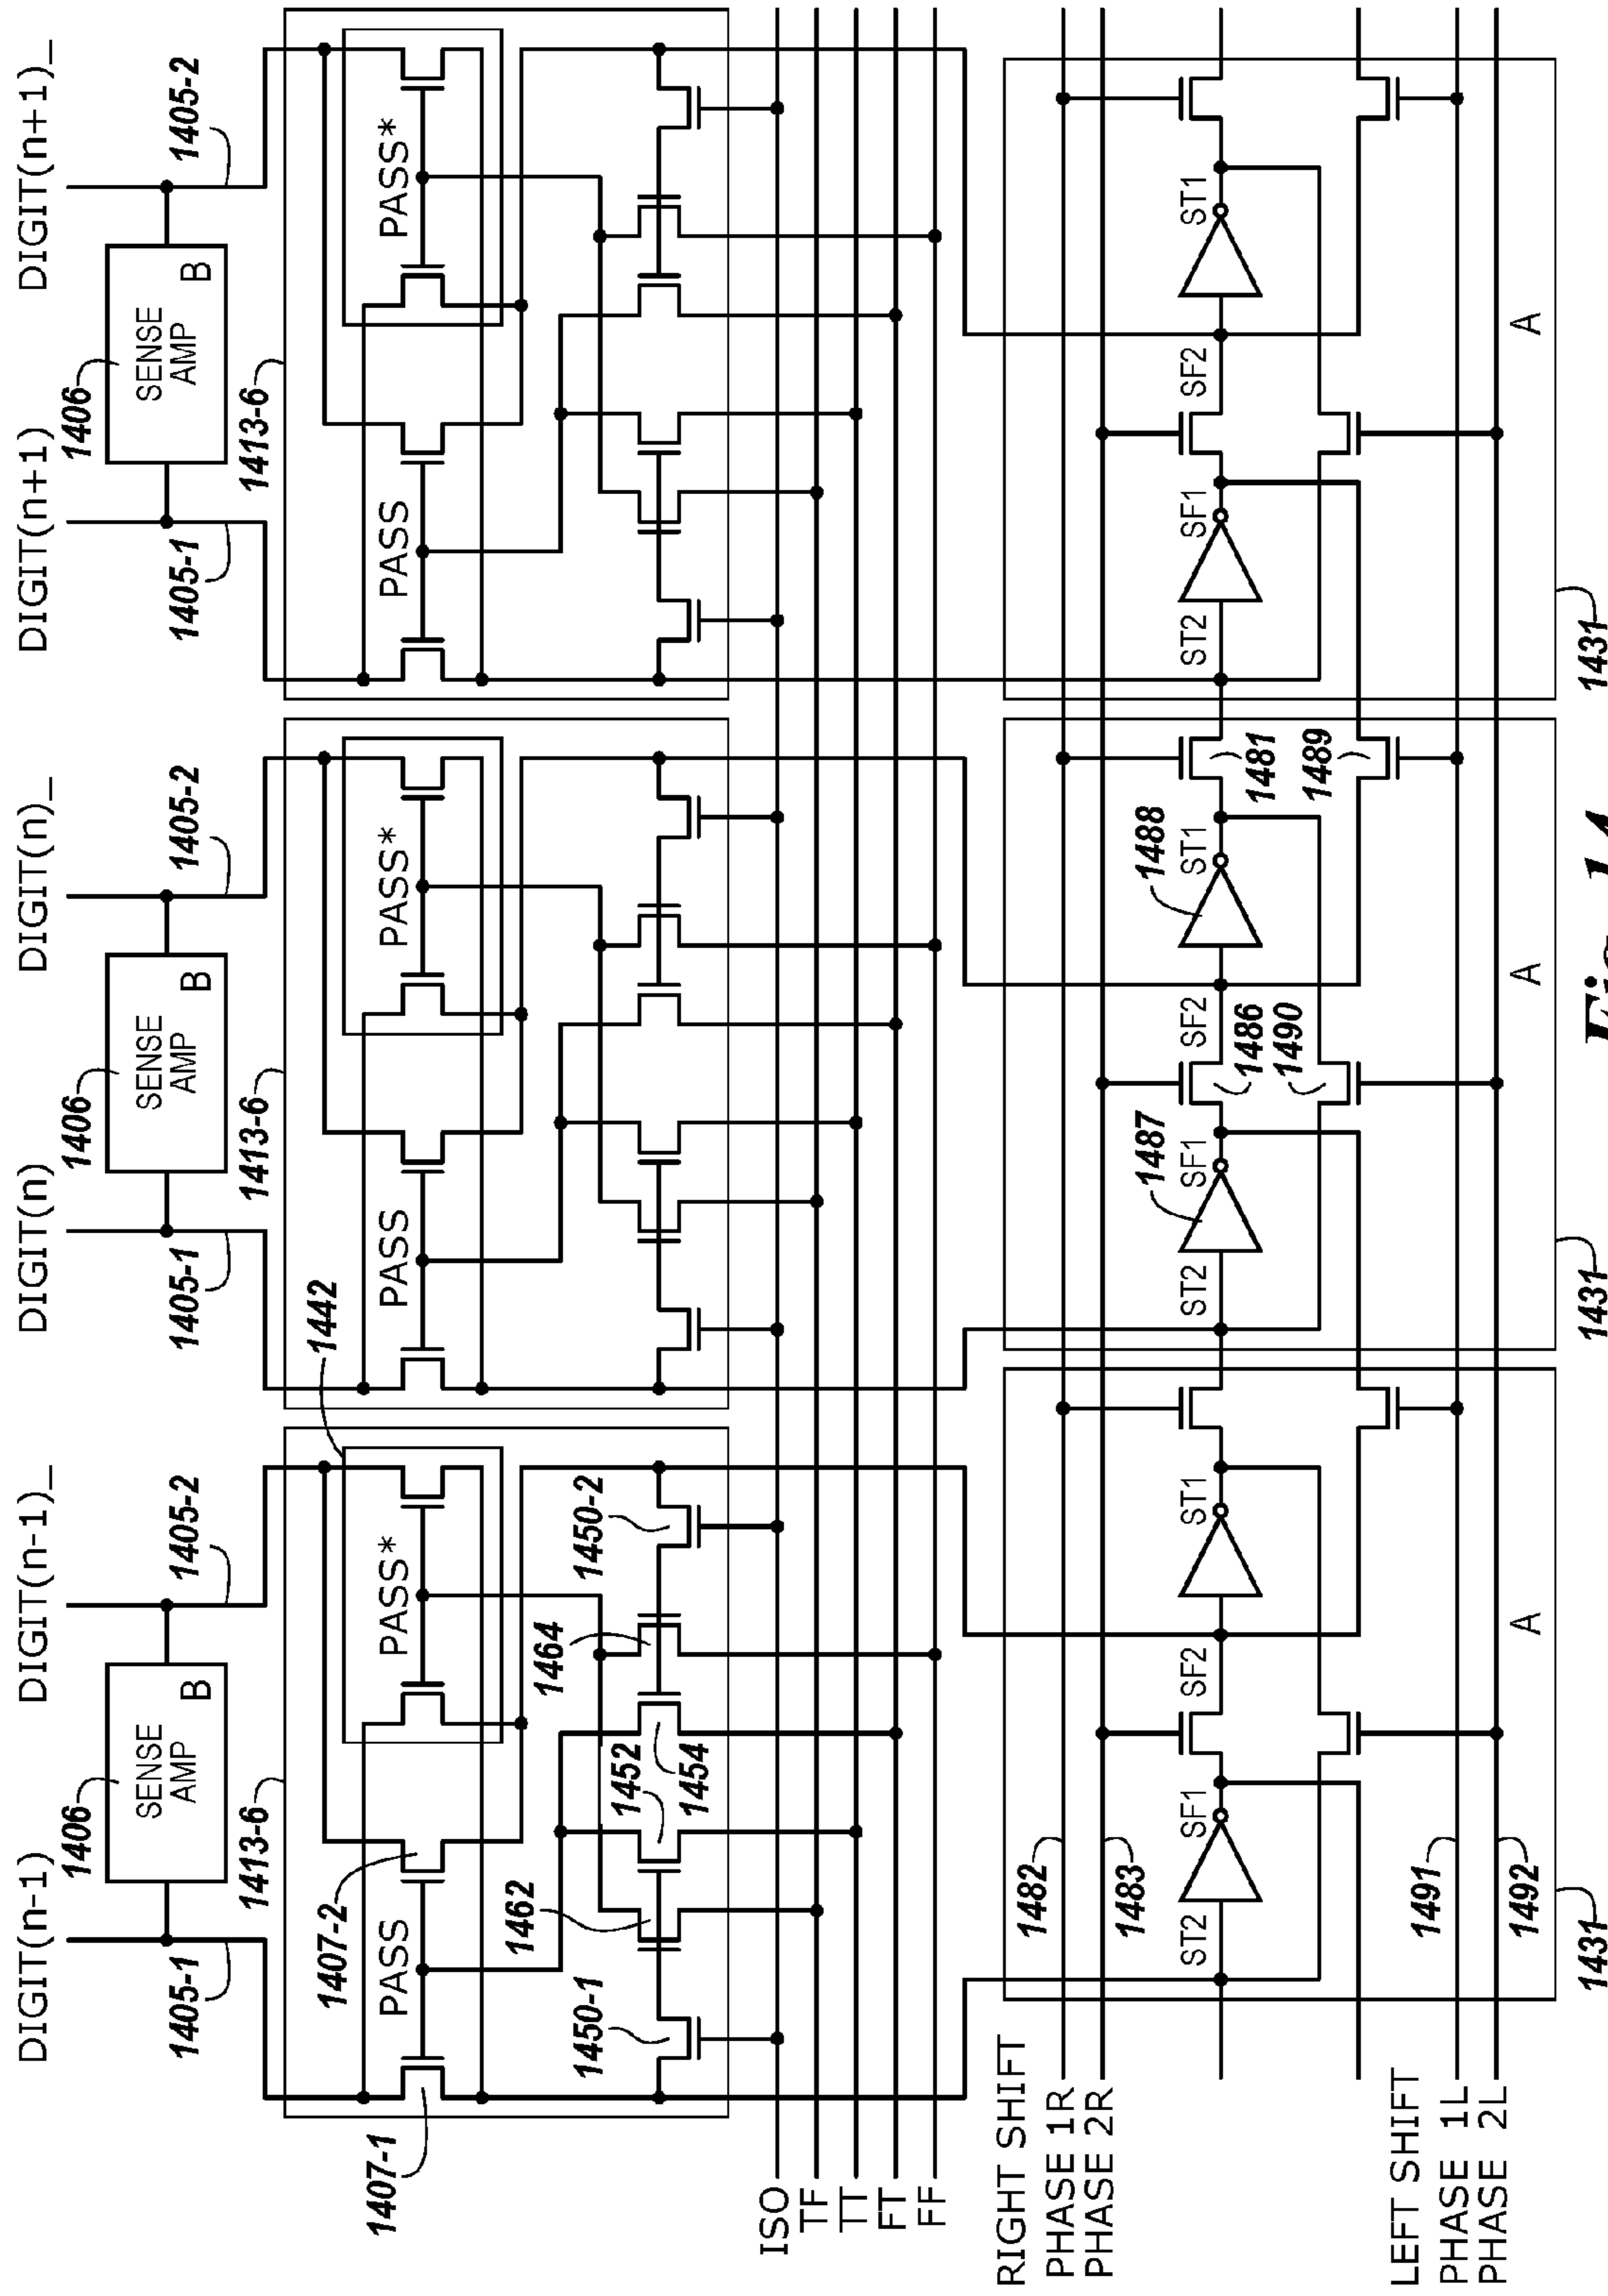 DIGIT(n-1)
DIGIT(n-1)_
DIGIT(n)
DIGIT(n)_
DIGIT(n+1)
DIGIT(n+1)_
1405-1
1406
SENSE AMP
B
1405-2
1405-1
1406
SENSE AMP
B
1405-2
1405-1
1406
SENSE AMP
B
1405-2
1413-6
1442
1413-6
1413-6
1407-1
PASS
1407-2
PASS*
PASS
PASS*
PASS
PASS*
1450-1
1462
1452
1454
1464
1450-2
ISO
TF
TT
FT
FF
RIGHT SHIFT
PHASE 1R
PHASE 2R
1482
1483
ST2
SF1
SF2
ST1
ST2
1487
SF1
1486
1490
SF2
1488
ST1
1481
1489
ST2
SF1
SF2
ST1
LEFT SHIFT
PHASE 1L
PHASE 2L
1491
1492
A
A
A
1431
1431
1431
Fig. 14